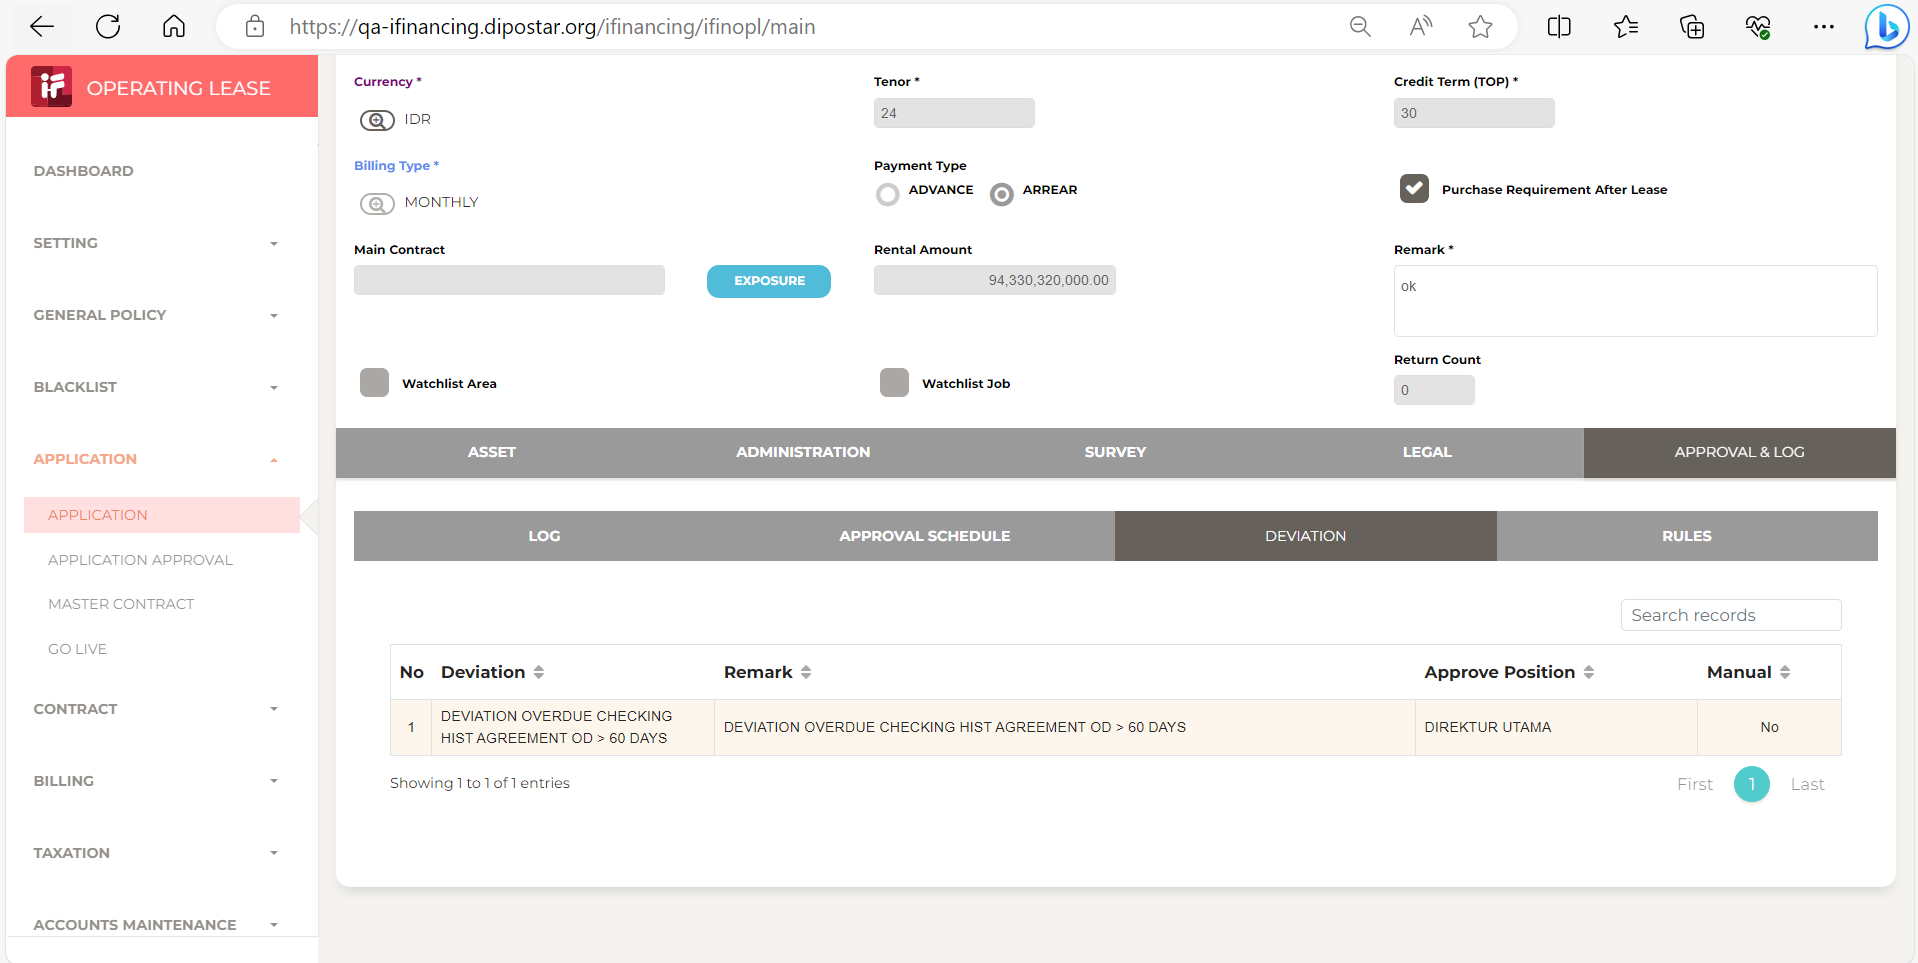 https://qa-ifinancing.dipostar.org/ifinancing/ifinopl/main
iF
OPERATING LEASE
DASHBOARD
SETTING
GENERAL POLICY
BLACKLIST
APPLICATION
APPLICATION
APPLICATION APPROVAL
MASTER CONTRACT
GO LIVE
CONTRACT
BILLING
TAXATION
ACCOUNTS MAINTENANCE
Currency *
Tenor *
Credit Term (TOP) *
IDR
24
30
Billing Type *
Payment Type
MONTHLY
ADVANCE
ARREAR
Purchase Requirement After Lease
Main Contract
Rental Amount
Remark *
EXPOSURE
94,330,320,000.00
ok
Return Count
Watchlist Area
Watchlist Job
0
ASSET
ADMINISTRATION
SURVEY
LEGAL
APPROVAL & LOG
LOG
APPROVAL SCHEDULE
DEVIATION
RULES
Search records
No
Deviation
Remark
Approve Position
Manual
1
DEVIATION OVERDUE CHECKING
HIST AGREEMENT OD > 60 DAYS
DEVIATION OVERDUE CHECKING HIST AGREEMENT OD > 60 DAYS
DIREKTUR UTAMA
No
Showing 1 to 1 of 1 entries
First
1
Last